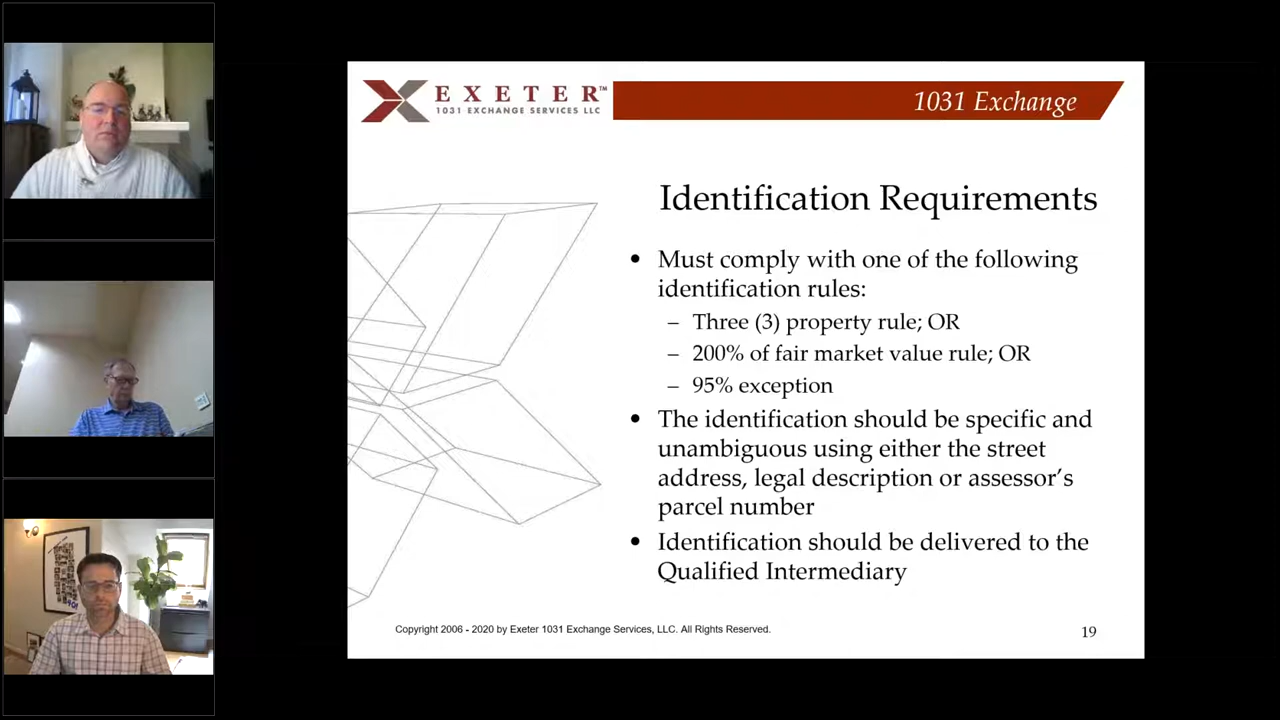 EXETER™
1031 EXCHANGE SERVICES LLC
1031 Exchange
Identification Requirements
• Must comply with one of the following
identification rules:
– Three (3) property rule; OR
– 200% of fair market value rule; OR
– 95% exception
• The identification should be specific and
unambiguous using either the street
address, legal description or assessor's
parcel number
• Identification should be delivered to the
Qualified Intermediary
Copyright 2006 - 2020 by Exeter 1031 Exchange Services, LLC. All Rights Reserved.
19